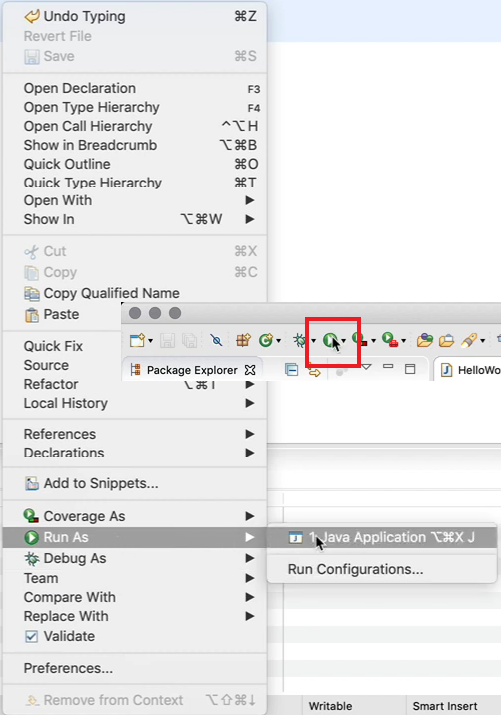 Undo Typing ⌘Z
Revert File
Save ⌘S
Open Declaration F3
Open Type Hierarchy F4
Open Call Hierarchy ^⌥H
Show in Breadcrumb ⌥⌘B
Quick Outline ⌘O
Quick Type Hierarchy ⌘T
Open With ▶
Show In ⌥⌘W ▶
Cut ⌘X
Copy ⌘C
Copy Qualified Name
Paste
Quick Fix
Source
Package Explorer
HelloWo
Refactor ⌥⌘T
Local History ▶
References ▶
Declarations ▶
Add to Snippets...
Coverage As ▶
Run As ▶
1 Java Application ⌥⌘X J
Debug As ▶
Run Configurations...
Team ▶
Compare With ▶
Replace With ▶
Validate
Preferences...
Remove from Context ⌥⇧⌘↓
Writable
Smart Insert